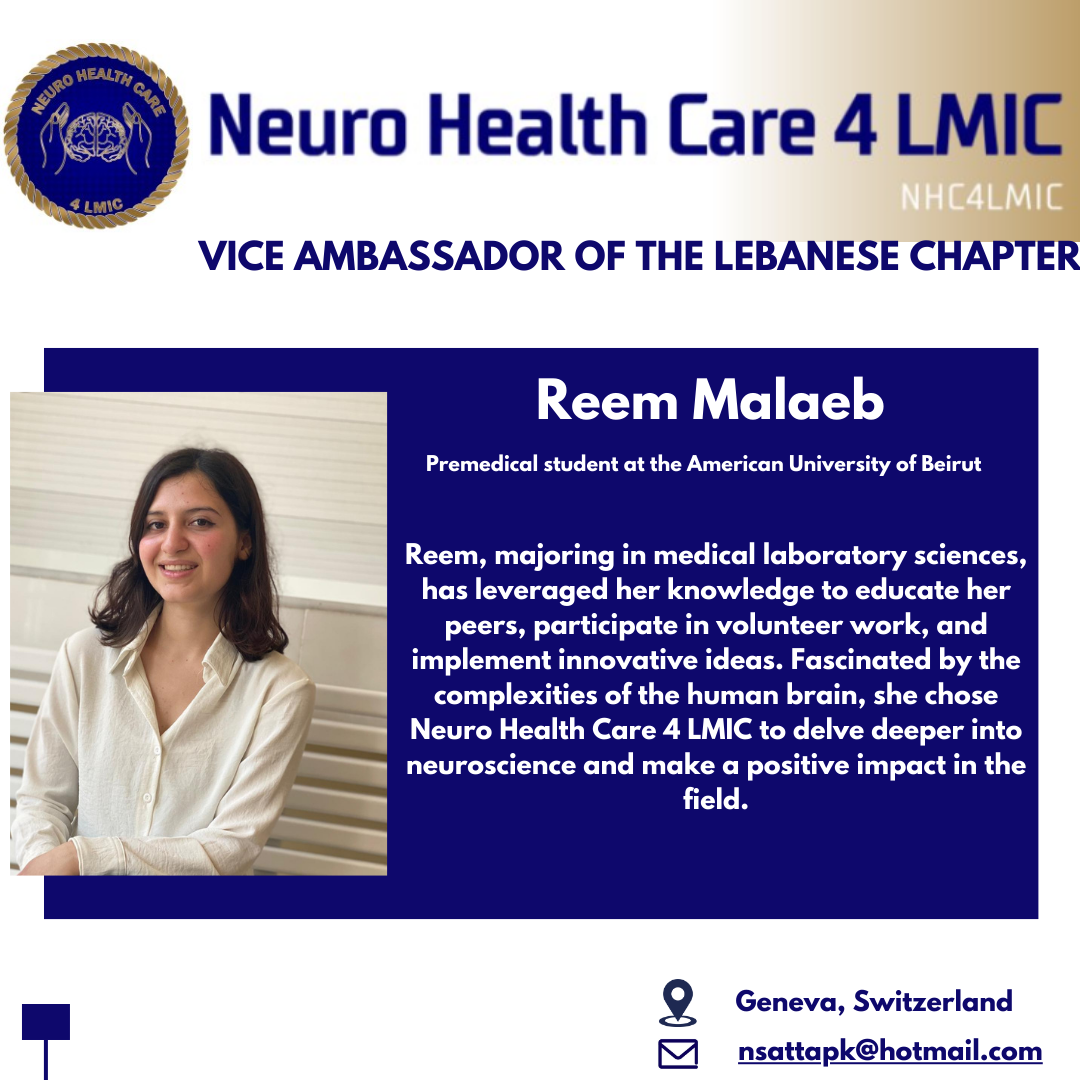 NEURO HEALTH CARE
4 LMIC
Neuro Health Care 4 LMIC
NHC4LMIC
VICE AMBASSADOR OF THE LEBANESE CHAPTER
Reem Malaeb
Premedical student at the American University of Beirut
Reem, majoring in medical laboratory sciences,
has leveraged her knowledge to educate her
peers, participate in volunteer work, and
implement innovative ideas. Fascinated by the
complexities of the human brain, she chose
Neuro Health Care 4 LMIC to delve deeper into
neuroscience and make a positive impact in the
field.
Geneva, Switzerland
nsattapk@hotmail.com